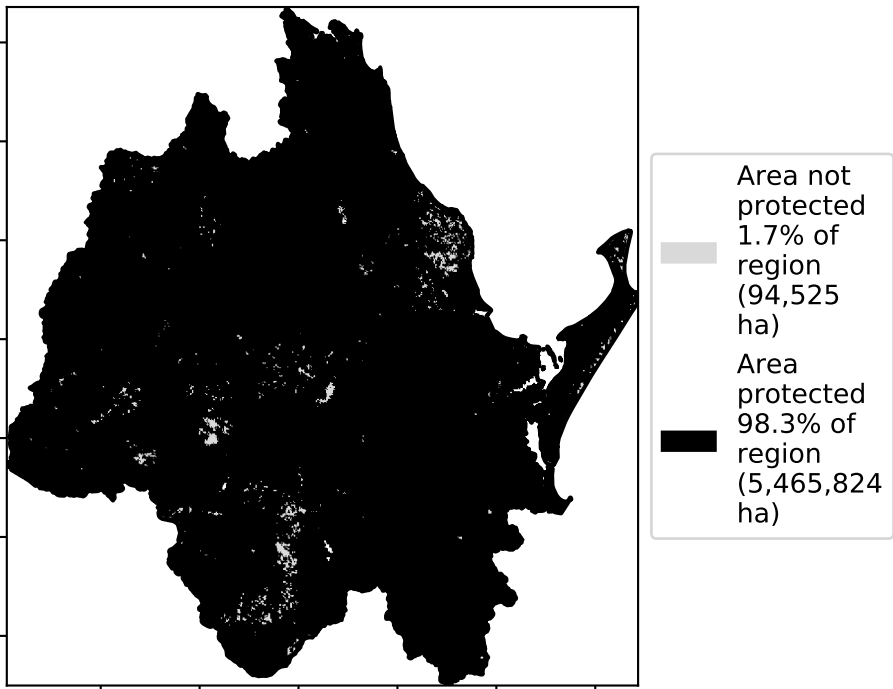 Area not
protected
1.7% of
region
(94,525
ha)
Area
protected
98.3% of
region
(5,465,824
ha)